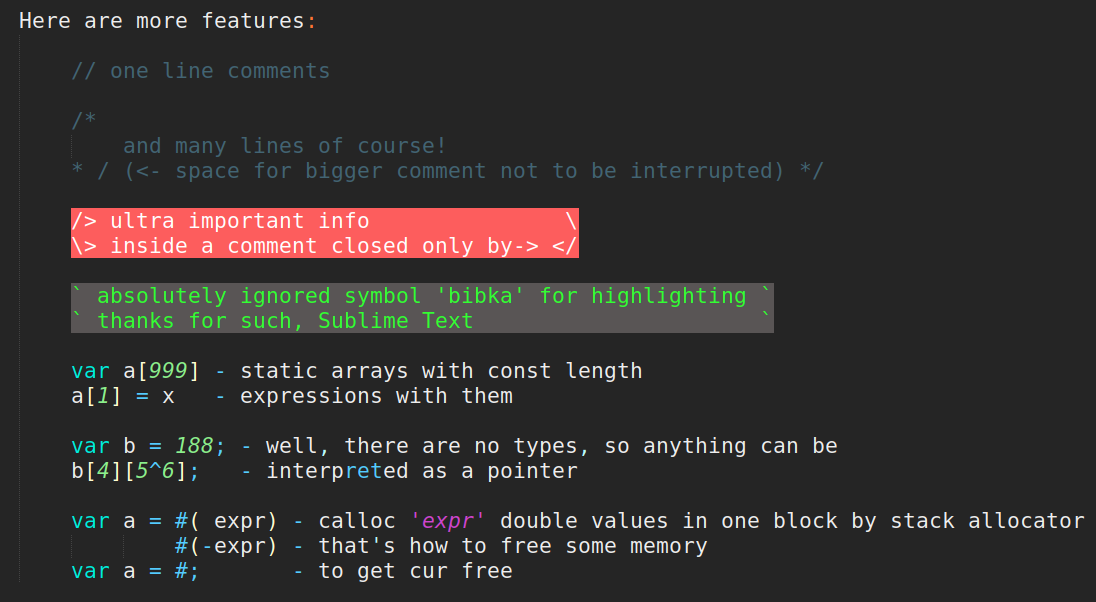 Here are more features:
// one line comments
/*
and many lines of course!
* / (<- space for bigger comment not to be interrupted) */
/> ultra important info \
\> inside a comment closed only by-> </
` absolutely ignored symbol 'bibka' for highlighting `
` thanks for such, Sublime Text `
var a[999] - static arrays with const length
a[1] = x - expressions with them
var b = 188; - well, there are no types, so anything can be
b[4][5^6]; - interpreted as a pointer
var a = #( expr) - calloc 'expr' double values in one block by stack allocator
#(-expr) - that's how to free some memory
var a = #; - to get cur free